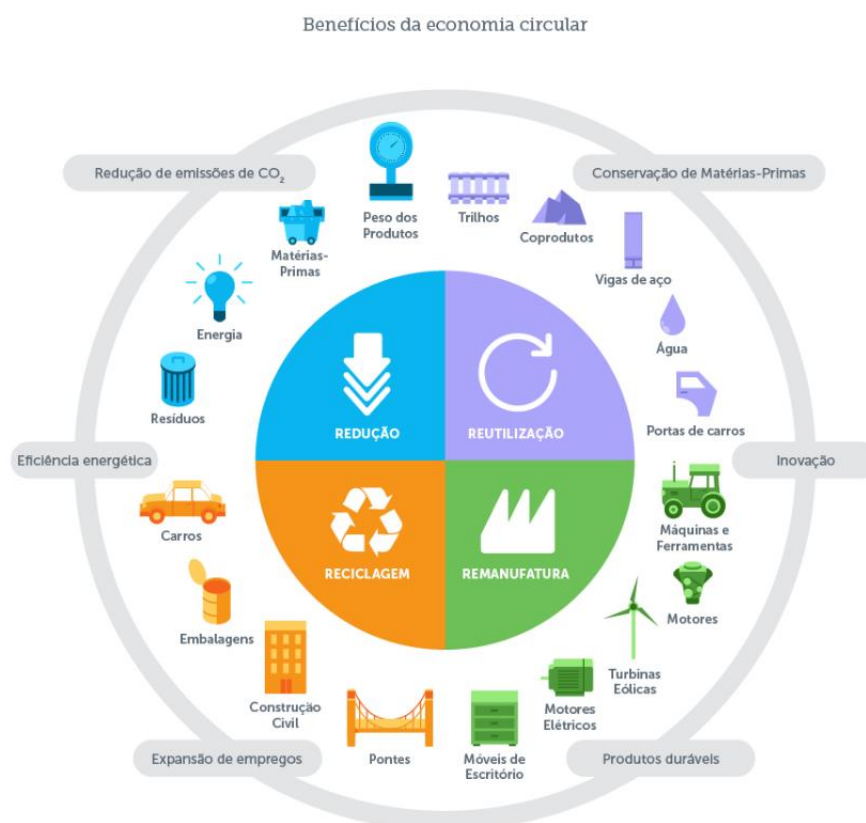 Benefícios da economia circular
Redução de emissões de CO₂
Conservação de Matérias-Primas
Peso dos
Produtos
Trilhos
Coprodutos
Matérias-
Primas
Vigas de aço
Energia
Água
Resíduos
Portas de carros
REDUÇÃO
REUTILIZAÇÃO
Eficiência energética
Inovação
Carros
Máquinas e
Ferramentas
RECICLAGEM
REMANUFATURA
Embalagens
Motores
Turbinas
Eólicas
Construção
Civil
Motores
Elétricos
Pontes
Móveis de
Escritório
Expansão de empregos
Produtos duráveis